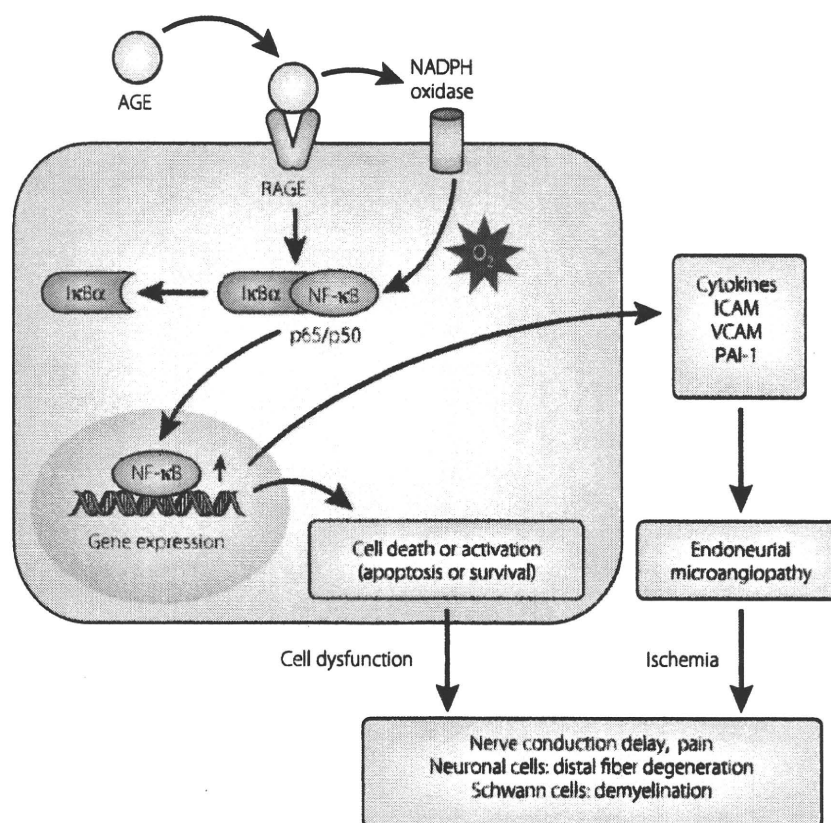 AGE
NADPH
oxidase
RAGE
O2
IκBα
IκBα
NF-κB
p65/p50
Cytokines
ICAM
VCAM
PAI-1
NF-κB
Gene expression
Cell death or activation
(apoptosis or survival)
Endoneurial
microangiopathy
Cell dysfunction
Ischemia
Nerve conduction delay, pain
Neuronal cells: distal fiber degeneration
Schwann cells: demyelination